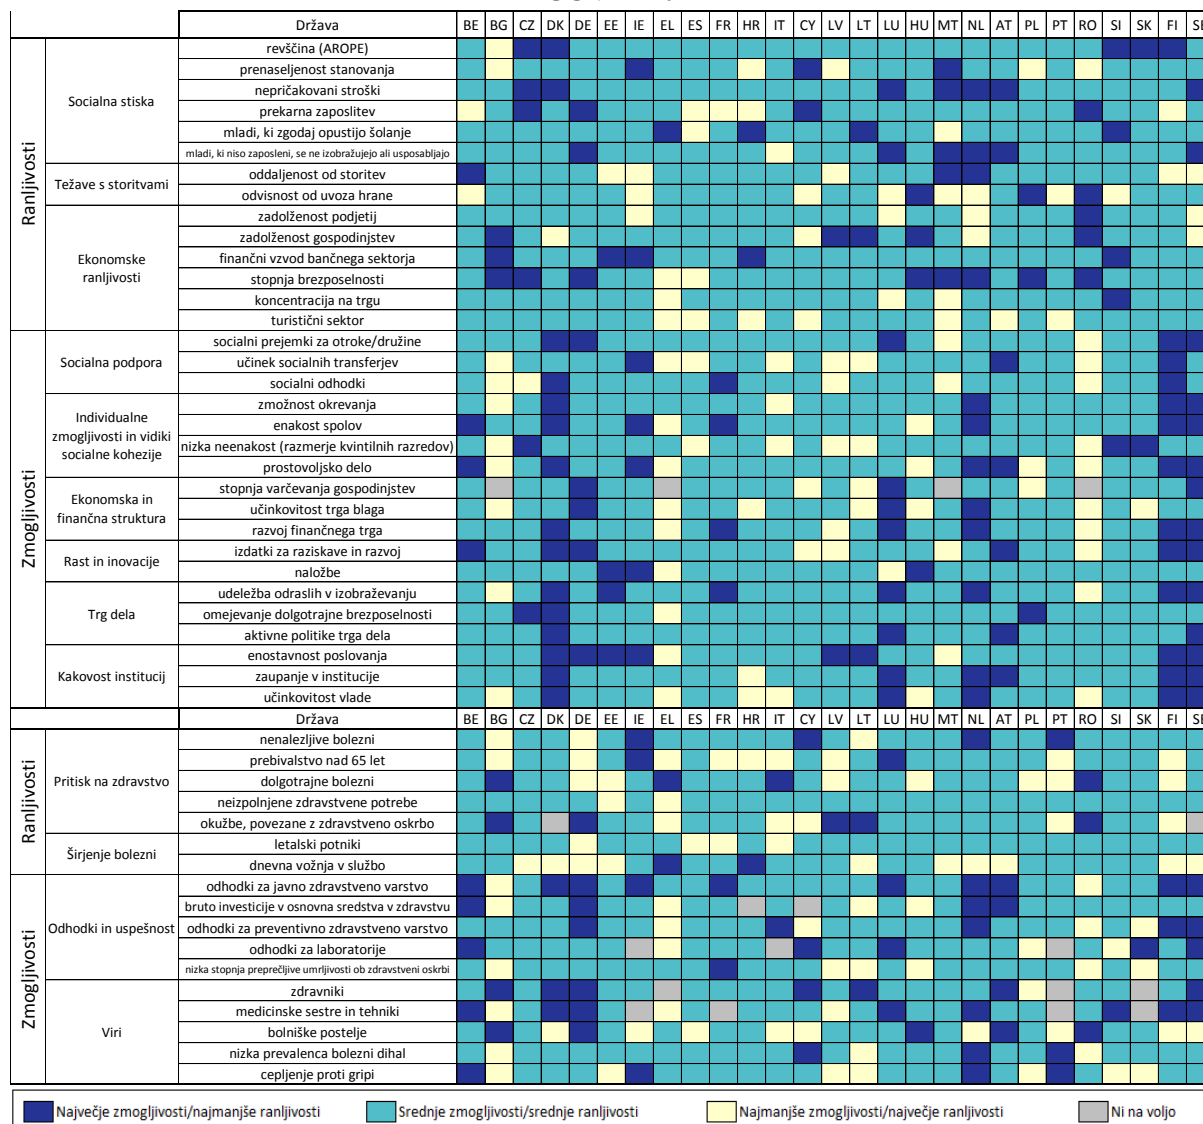 Država BE BG CZ DK DE EE IE EL ES FR HR IT CY LV LT LU HU MT NL AT PL PT RO SI SK FI SE
Ranljivosti
Socialna stiska
revščina (AROPE)
prenaseljenost stanovanja
nepričakovani stroški
prekarna zaposlitev
mladi, ki zgodaj opustijo šolanje
mladi, ki niso zaposleni, se ne izobražujejo ali usposabljajo
Težave s storitvami
oddaljenost od storitev
odvisnost od uvoza hrane
Ekonomske
ranljivosti
zadolženost podjetij
zadolženost gospodinjstev
finančni vzvod bančnega sektorja
stopnja brezposelnosti
koncentracija na trgu
turistični sektor
Zmogljivosti
Socialna podpora
socialni prejemki za otroke/družine
učinek socialnih transferjev
socialni odhodki
Individualne
zmogljivosti in vidiki
socialne kohezije
zmožnost okrevanja
enakost spolov
nizka neenakost (razmerje kvintilnih razredov)
prostovoljsko delo
Ekonomska in
finančna struktura
stopnja varčevanja gospodinjstev
učinkovitost trga blaga
razvoj finančnega trga
Rast in inovacije
izdatki za raziskave in razvoj
naložbe
Trg dela
udeležba odraslih v izobraževanju
omejevanje dolgotrajne brezposelnosti
aktivne politike trga dela
Kakovost institucij
enostavnost poslovanja
zaupanje v institucije
učinkovitost vlade
Država BE BG CZ DK DE EE IE EL ES FR HR IT CY LV LT LU HU MT NL AT PL PT RO SI SK FI SE
Ranljivosti
Pritisk na zdravstvo
nenalezljive bolezni
prebivalstvo nad 65 let
dolgotrajne bolezni
neizpolnjene zdravstvene potrebe
okužbe, povezane z zdravstveno oskrbo
Širjenje bolezni
letalski potniki
dnevna vožnja v službo
Zmogljivosti
Odhodki in uspešnost
odhodki za javno zdravstveno varstvo
bruto investicije v osnovna sredstva v zdravstvu
odhodki za preventivno zdravstveno varstvo
odhodki za laboratorije
nizka stopnja preprečljive umrljivosti ob zdravstveni oskrbi
Viri
zdravniki
medicinske sestre in tehniki
bolniške postelje
nizka prevalenca bolezni dihal
cepljenje proti gripi
Največje zmogljivosti/najmanjše ranljivosti
Srednje zmogljivosti/srednje ranljivosti
Najmanjše zmogljivosti/največje ranljivosti
Ni na voljo